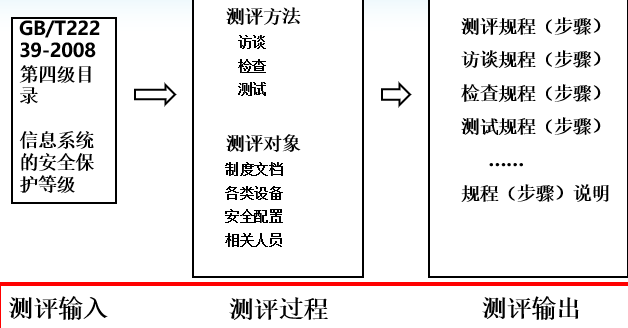 GB/T222
39-2008
第四级目
录
信息系统
的安全保
护等级
测评方法
访谈
检查
测试
测评对象
制度文档
各类设备
安全配置
相关人员
测评规程（步骤）
访谈规程（步骤）
检查规程（步骤）
测试规程（步骤）
……
规程（步骤）说明
测评输入
测评过程
测评输出